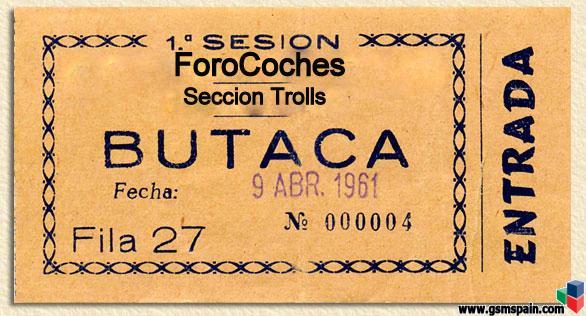 1.ª SESION
ForoCoches
Seccion Trolls
BUTACA
Fecha: 9 ABR. 1961
Nº 000004
Fila 27
ENTRADA
www.gsmspain.com